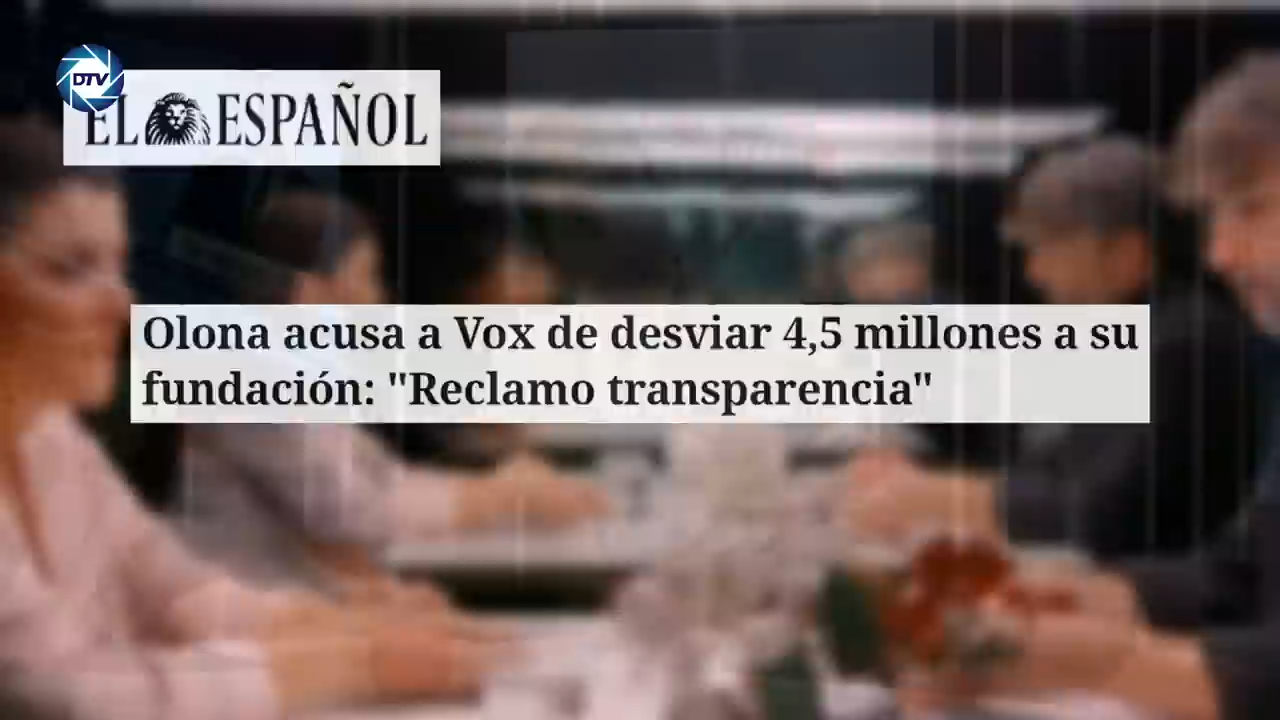 DTV
EL ESPAÑOL
Olona acusa a Vox de desviar 4,5 millones a su
fundación: "Reclamo transparencia"